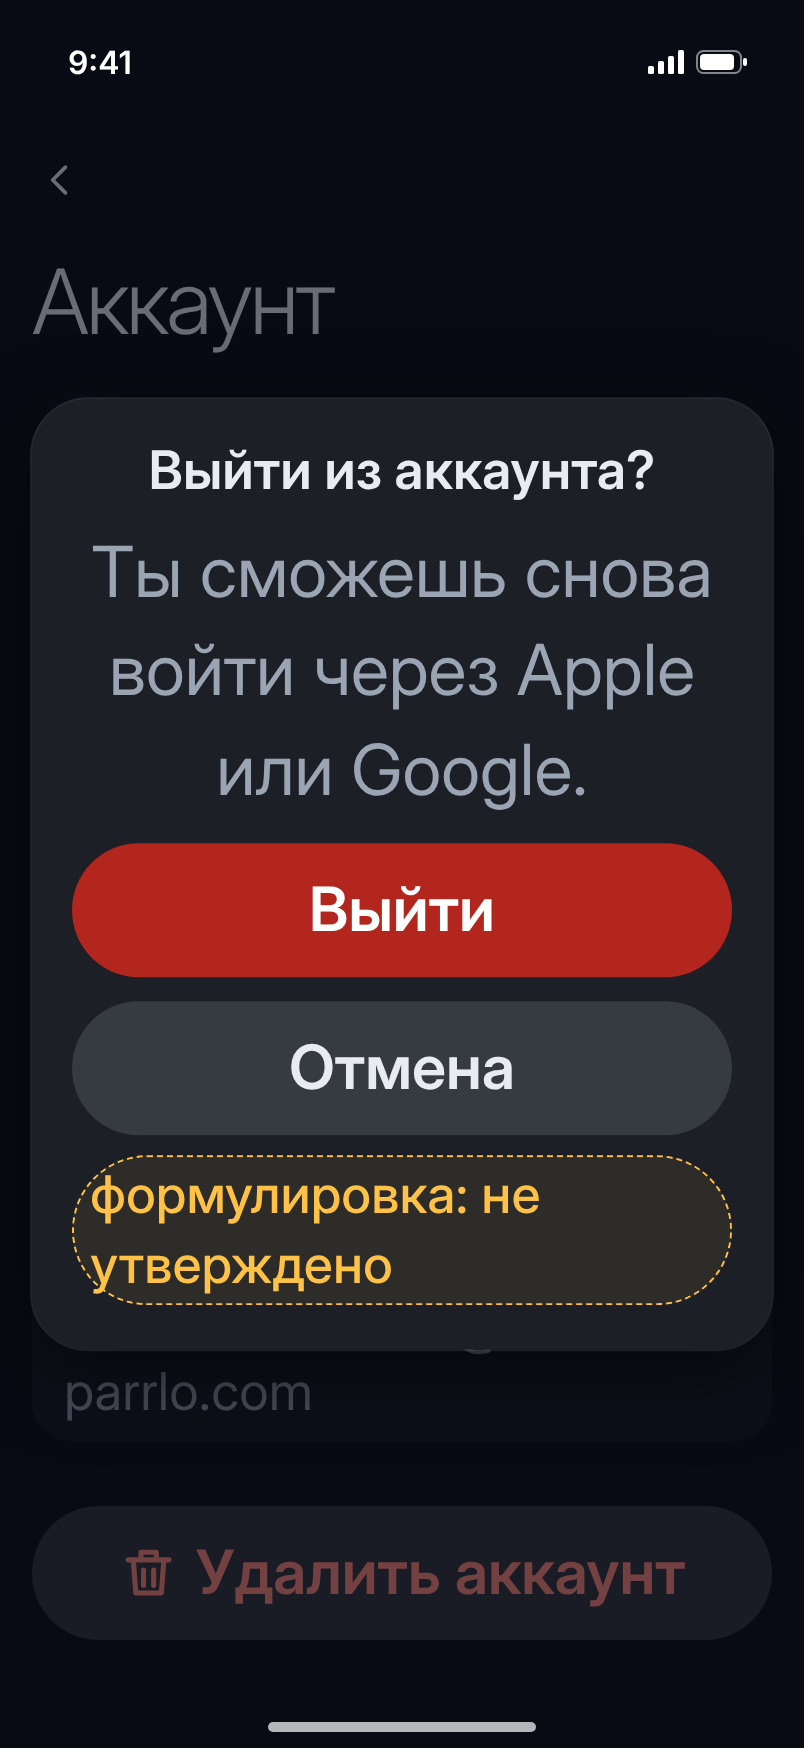 9:41
Аккаунт
Выйти из аккаунта?
Ты сможешь снова
войти через Apple
или Google.
Выйти
Отмена
формулировка: не
утверждено
parrlo.com
Удалить аккаунт